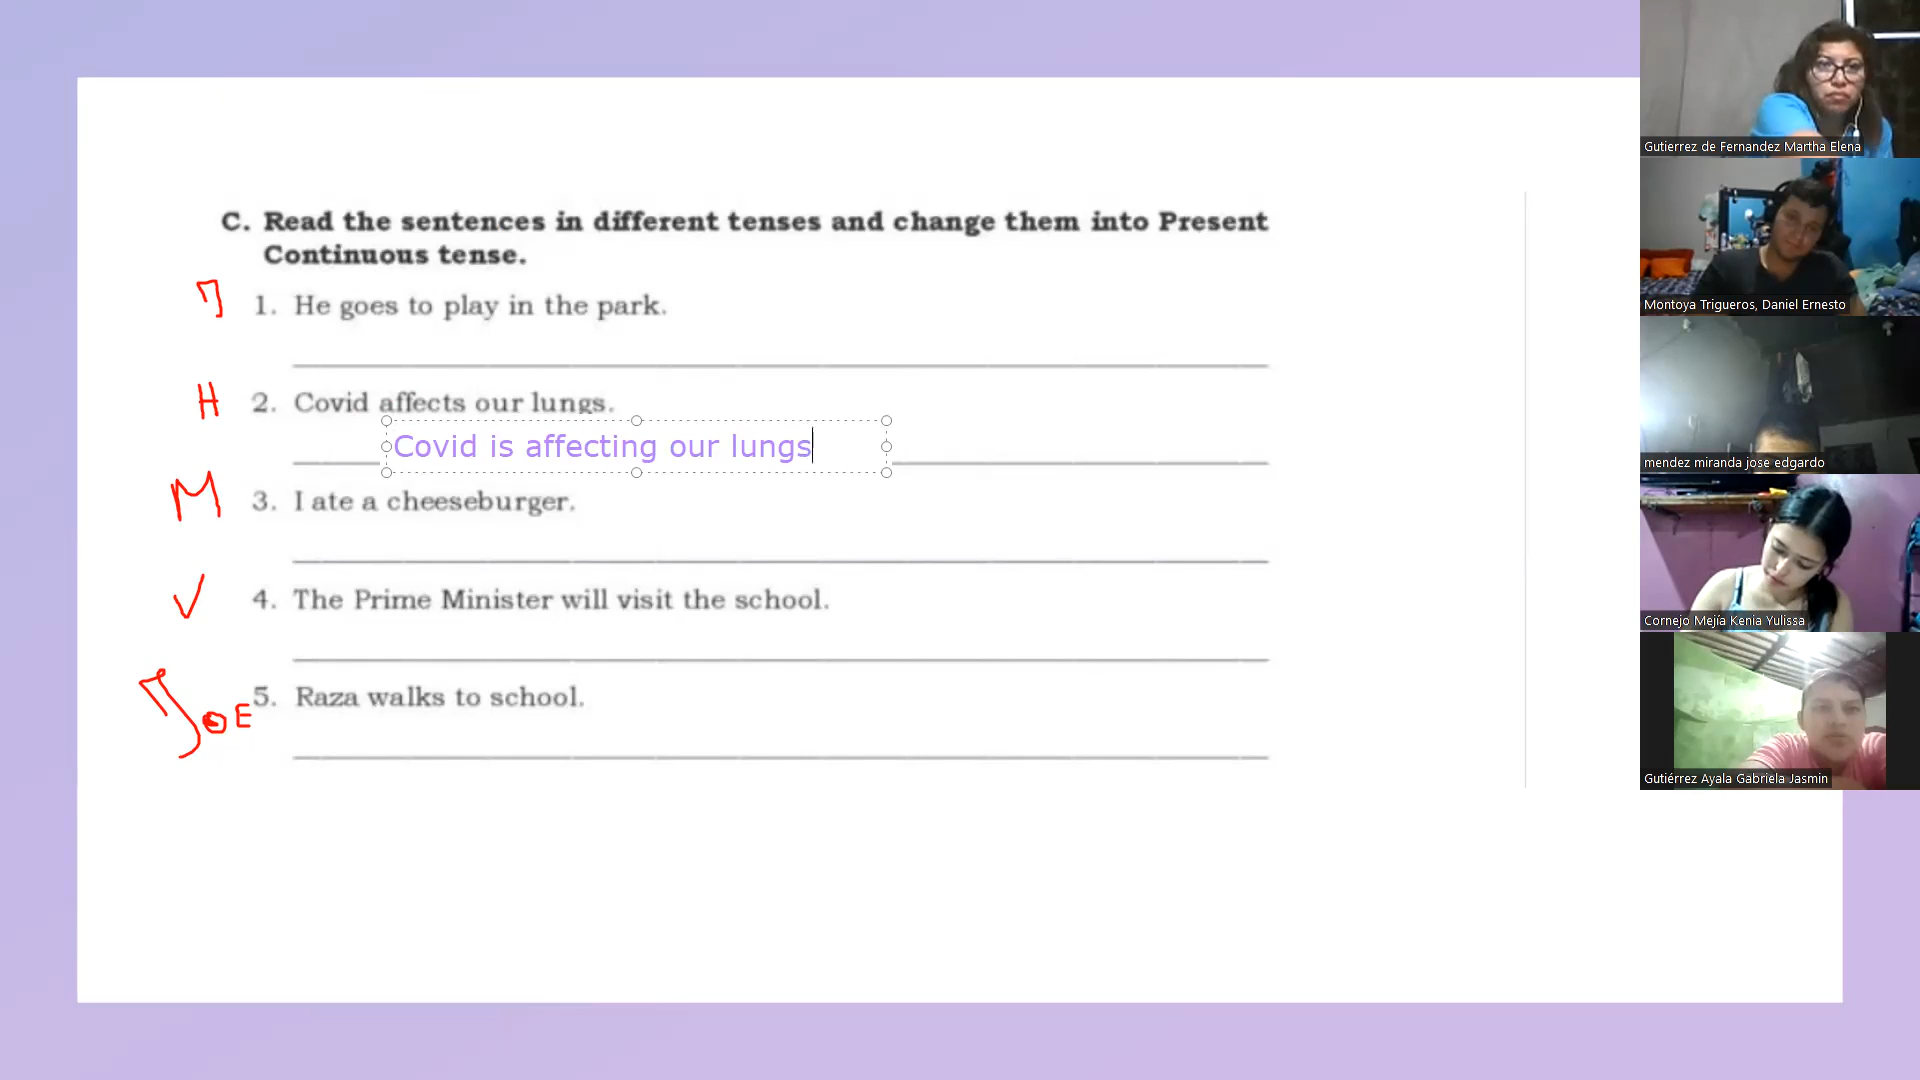 C. Read the sentences in different tenses and change them into Present
Continuous tense.
1. He goes to play in the park.
H 2. Covid affects our lungs.
Covid is affecting our lungs
M 3. I ate a cheeseburger.
V 4. The Prime Minister will visit the school.
JOE 5. Raza walks to school.
Gutierrez de Fernandez Martha Elena
Montoya Trigueros, Daniel Ernesto
mendez miranda jose edgardo
Cornejo Mejía Kenia Yulissa
Gutiérrez Ayala Gabriela Jasmin